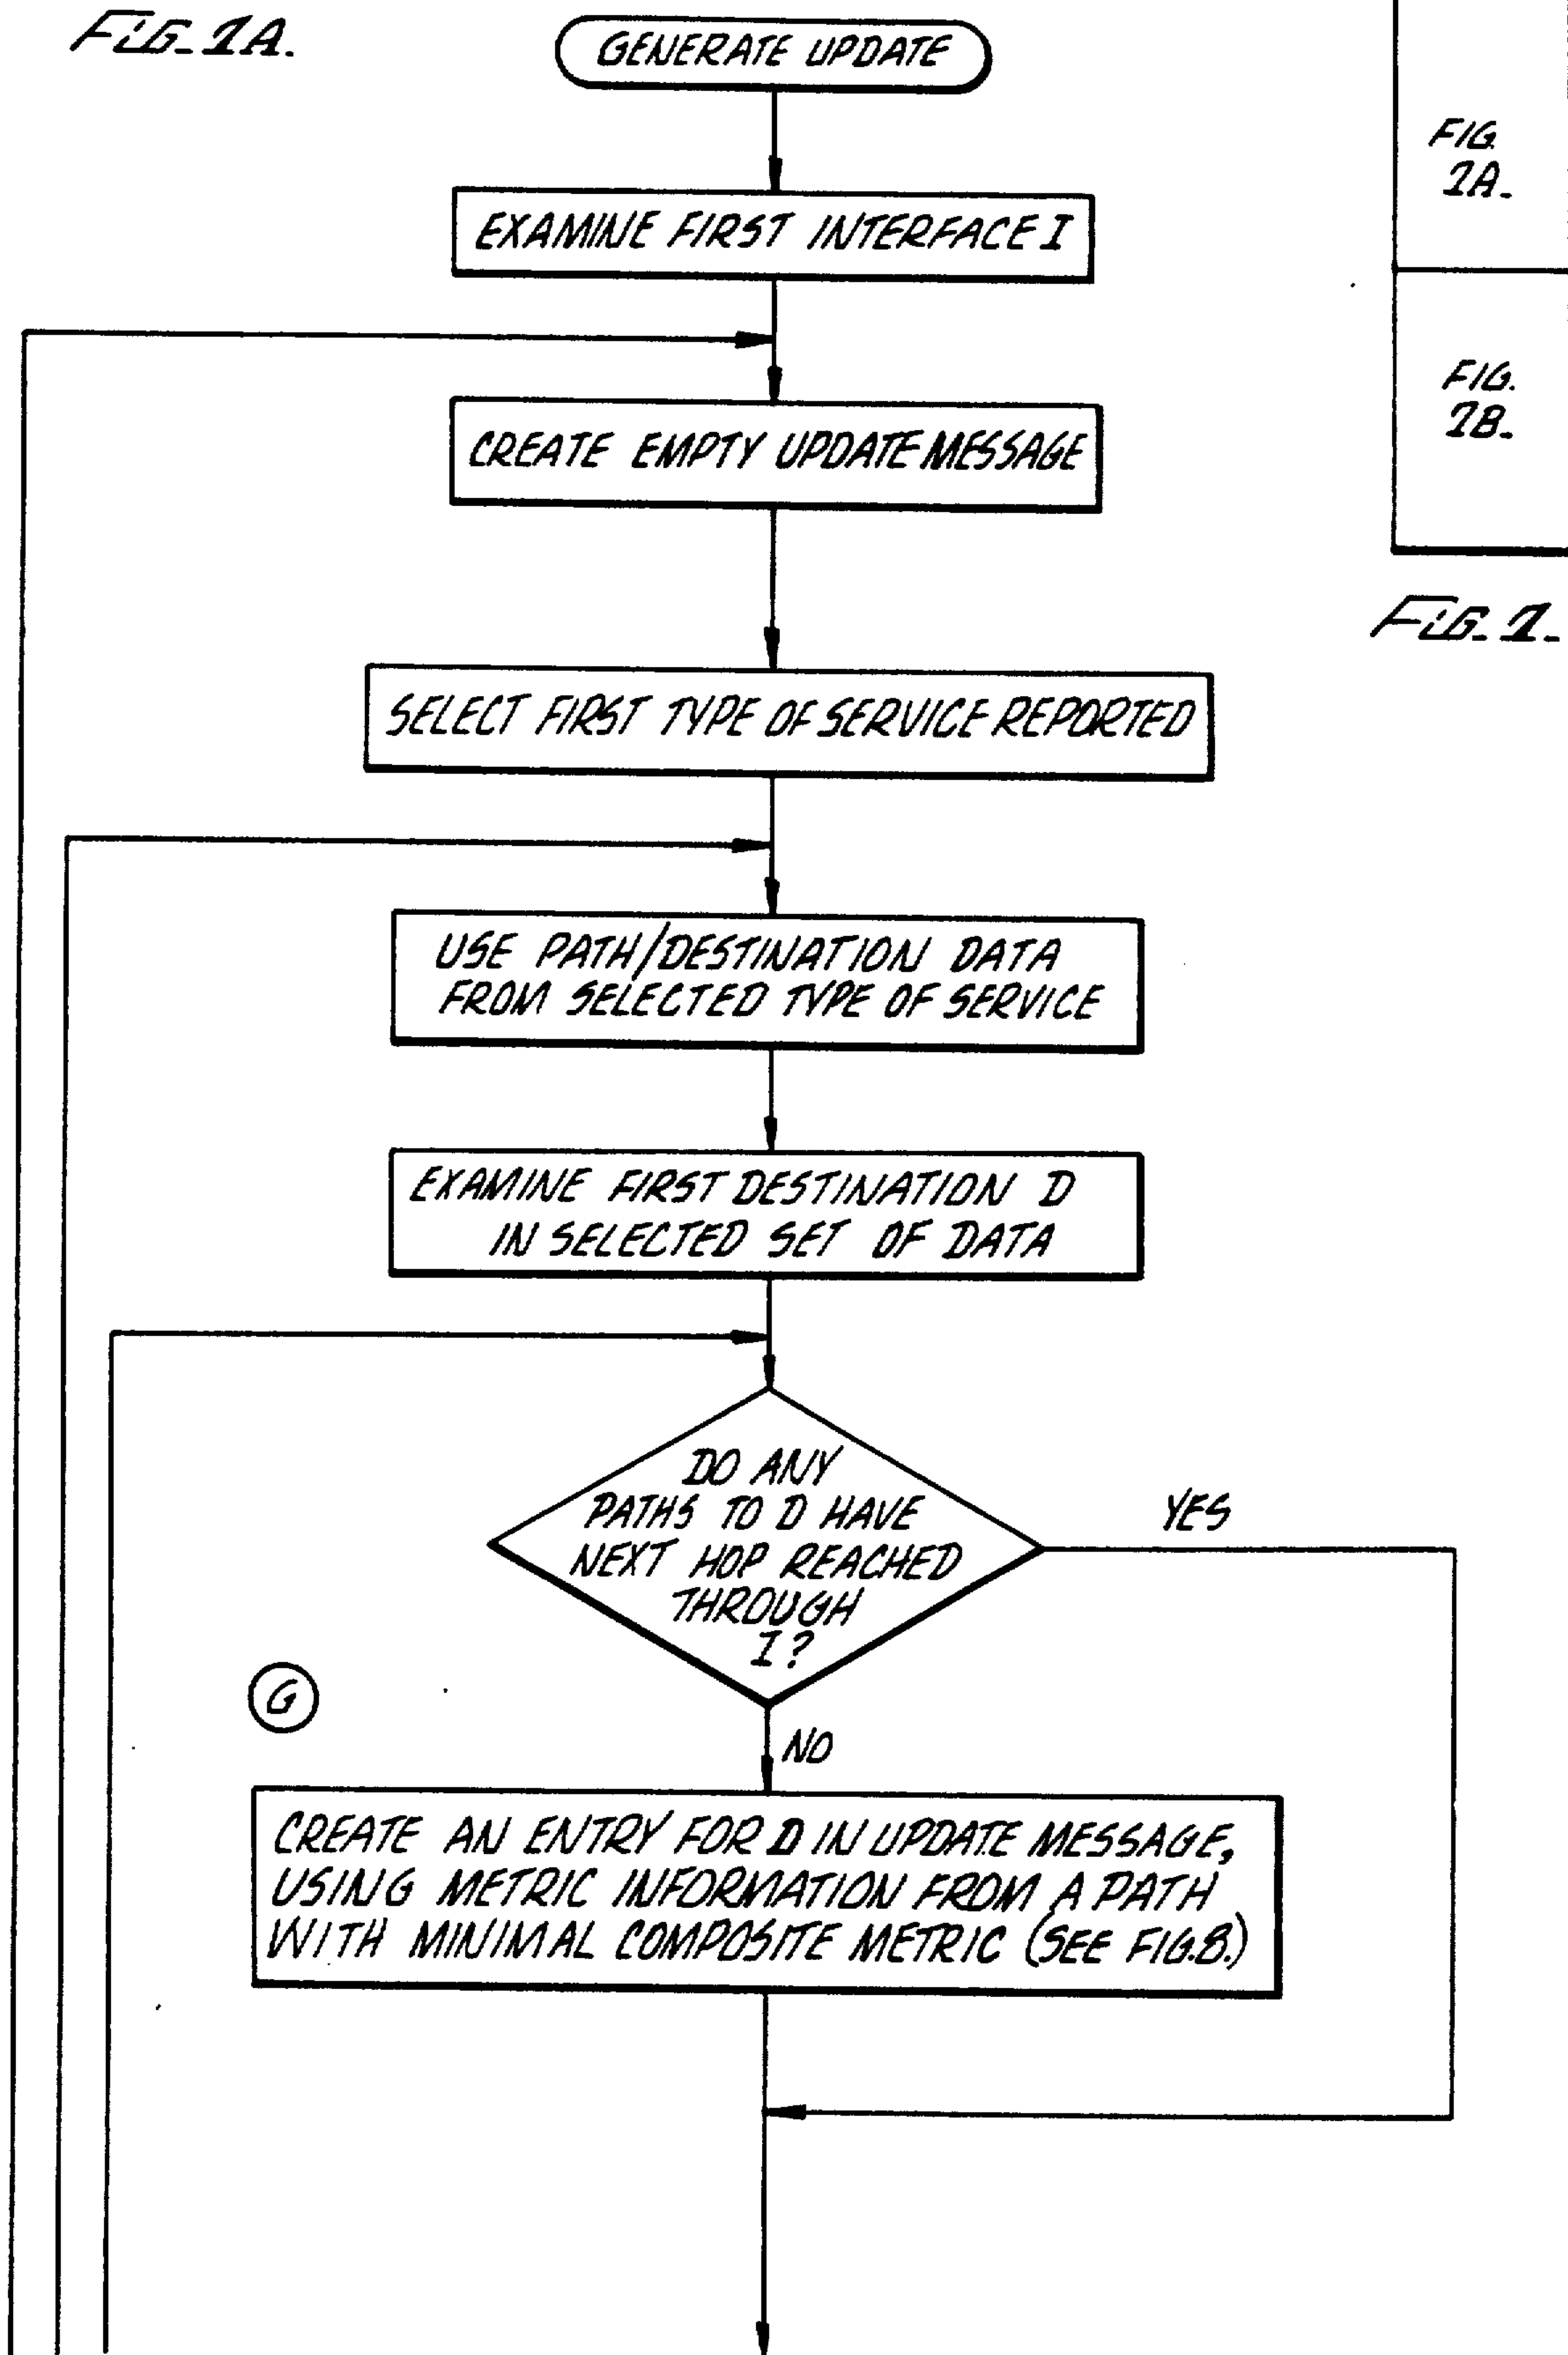 FIG. 1A.
GENERATE UPDATE
FIG.
1A.
EXAMINE FIRST INTERFACE I
FIG.
1B.
CREATE EMPTY UPDATE MESSAGE
FIG. 1.
SELECT FIRST TYPE OF SERVICE REPORTED
USE PATH/DESTINATION DATA
FROM SELECTED TYPE OF SERVICE
EXAMINE FIRST DESTINATION D
IN SELECTED SET OF DATA
DO ANY
PATHS TO D HAVE
NEXT HOP REACHED
THROUGH
I?
YES
G
NO
CREATE AN ENTRY FOR D IN UPDATE MESSAGE,
USING METRIC INFORMATION FROM A PATH
WITH MINIMAL COMPOSITE METRIC (SEE FIG.8.)